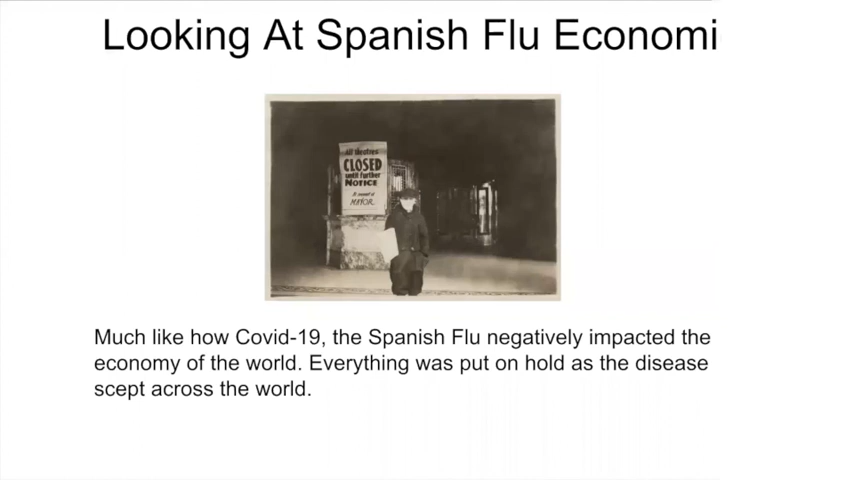 Looking At Spanish Flu Economi
All theatres
CLOSED
until further
NOTICE
MAYOR
Much like how Covid-19, the Spanish Flu negatively impacted the
economy of the world. Everything was put on hold as the disease
scept across the world.